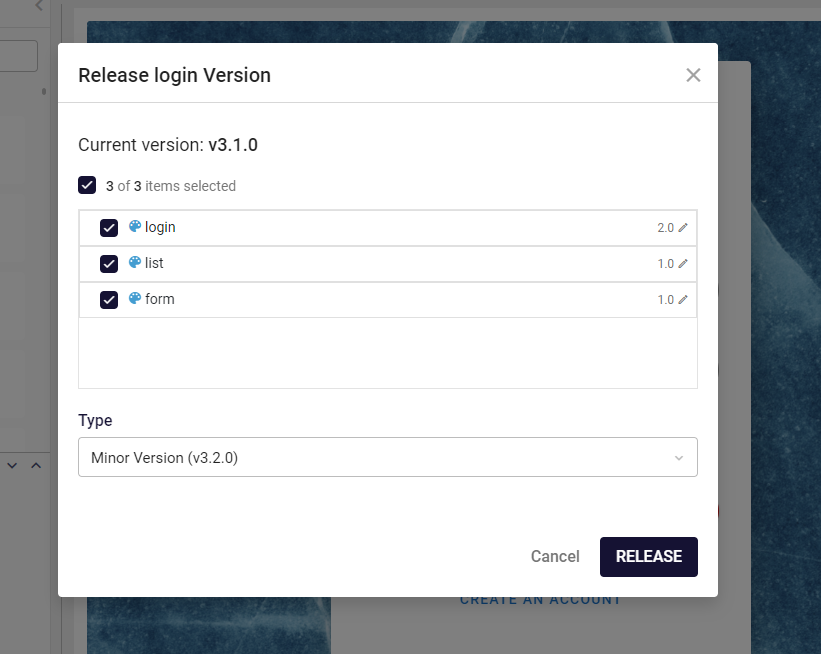 Release login Version
Current version: v3.1.0
3 of 3 items selected
login 2.0
list 1.0
form 1.0
Type
Minor Version (v3.2.0)
Cancel RELEASE
CREATE AN ACCOUNT